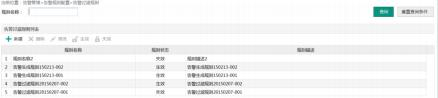 当前位置：告警管理>告警规则配置>告警过滤规则
规则名称： 查询 重置查询条件
告警过滤规则列表
新建 删除 修改 生效 失效
规则名称 规则状态 规则描述
1 规则名称2 失效 规则描述2
2 告警生成规则150213-002 生效 告警生成规则150213-002
3 告警生成规则150213-001 生效 告警生成规则150213-001
4 告警过滤规则20150207-002 生效 告警过滤规则20150207-002
5 告警过滤规则20150207-001 失效 告警过滤规则20150207-001